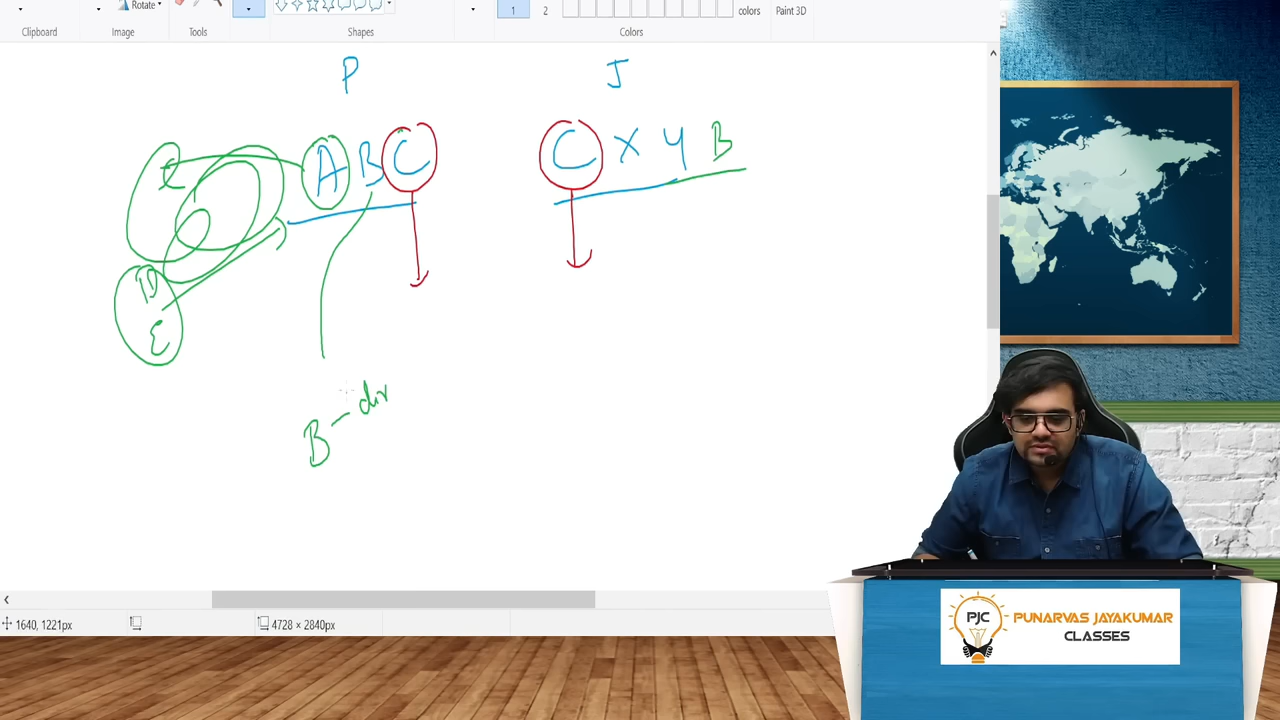 Rotate
1
2
colors
Paint 3D
Clipboard
Image
Tools
Shapes
Colors
P
J
A B C
C X Y B
D
E
B - dir
1640, 1221px
4728 × 2840px
PJC
PUNARVAS JAYAKUMAR
CLASSES